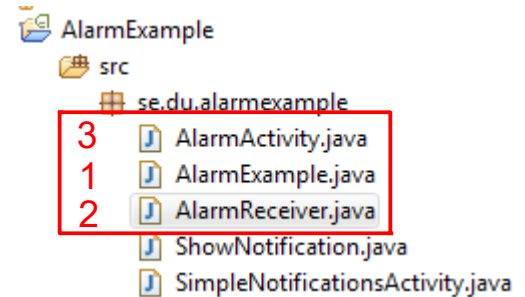 AlarmExample
src
se.du.alarmexample
3 AlarmActivity.java
1 AlarmExample.java
2 AlarmReceiver.java
ShowNotification.java
SimpleNotificationsActivity.java